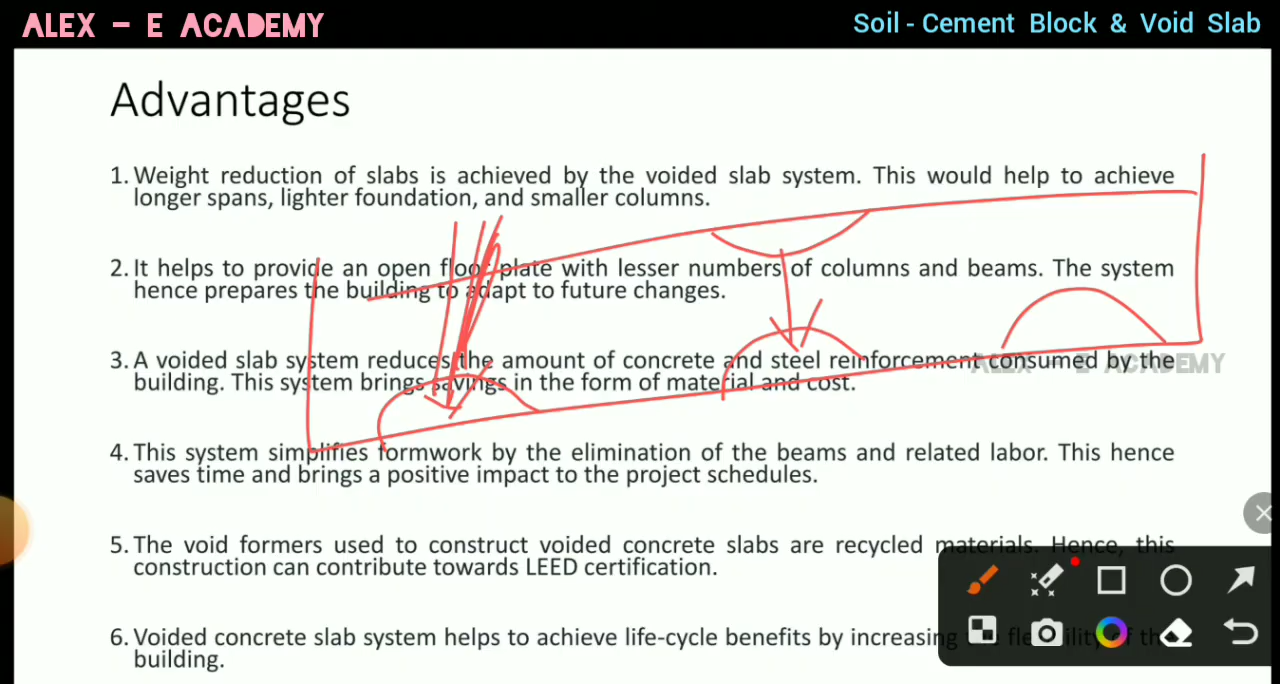 ALEX - E ACADEMY
Soil - Cement Block & Void Slab
Advantages
1. Weight reduction of slabs is achieved by the voided slab system. This would help to achieve
longer spans, lighter foundation, and smaller columns.
2. It helps to provide an open floor plate with lesser numbers of columns and beams. The system
hence prepares the building to adapt to future changes.
3. A voided slab system reduces the amount of concrete and steel reinforcement consumed by the
building. This system brings savings in the form of material and cost.
ALEX - E ACADEMY
4. This system simplifies formwork by the elimination of the beams and related labor. This hence
saves time and brings a positive impact to the project schedules.
5. The void formers used to construct voided concrete slabs are recycled materials. Hence, this
construction can contribute towards LEED certification.
6. Voided concrete slab system helps to achieve life-cycle benefits by increasing the flexibility of the
building.